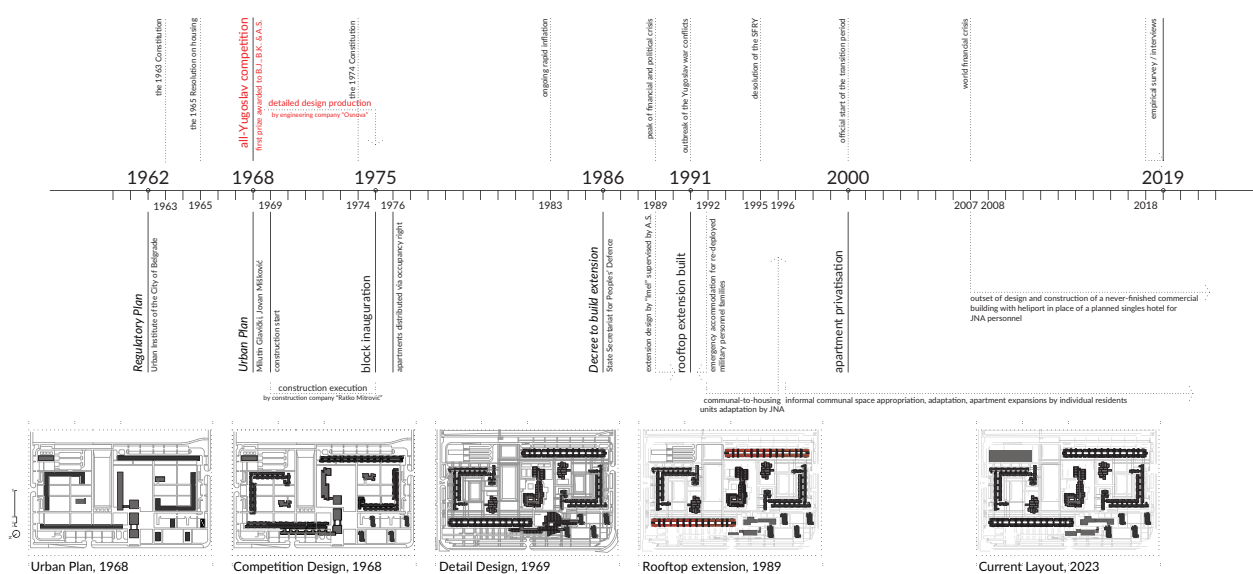 the 1963 Constitution
the 1965 Resolution on housing
all-Yugoslav competition
first prize awarded to B.J., B.K. & A.S.
detailed design production
by engineering company "Osnova"
the 1974 Constitution
ongoing rapid inflation
peak of financial and political crisis
outbreak of the Yugoslav war conflicts
desolution of the SFRY
official start of the transition period
world financial crisis
empirical survey / interviews
1962
1968
1975
1986
1991
2000
2019
1963
1965
1969
1974
1976
1983
1989
1992
1995
1996
2007
2008
2018
Regulatory Plan
Urban Institute of the City of Belgrade
Urban Plan
Milutin Glavički, Jovan Mišković
construction start
block inauguration
apartments distributed via occupancy right
construction execution
by construction company "Ratko Mitrović"
Decree to build extension
State Secretariat for Peoples' Defence
extension design by "Imel" supervised by A.S.
rooftop extension built
emergency accommodation for re-deployed
military personnel families
apartment privatisation
outset of design and construction of a never-finished commercial
building with heliport in place of a planned singles hotel for
JNA personnel
communal-to-housing
units adaptation by JNA
informal communal space appropriation, adaptation, apartment expansions by individual residents
Urban Plan, 1968
Competition Design, 1968
Detail Design, 1969
Rooftop extension, 1989
Current Layout, 2023